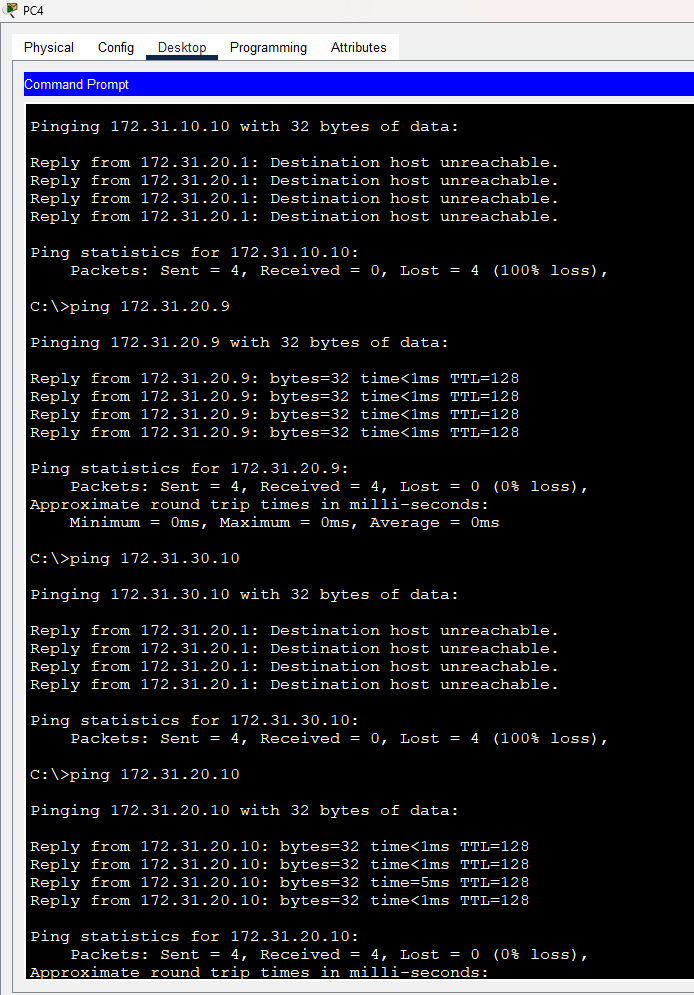 PC4
Physical Config Desktop Programming Attributes
Command Prompt
Pinging 172.31.10.10 with 32 bytes of data:
Reply from 172.31.20.1: Destination host unreachable.
Reply from 172.31.20.1: Destination host unreachable.
Reply from 172.31.20.1: Destination host unreachable.
Reply from 172.31.20.1: Destination host unreachable.
Ping statistics for 172.31.10.10:
    Packets: Sent = 4, Received = 0, Lost = 4 (100% loss),
C:\>ping 172.31.20.9
Pinging 172.31.20.9 with 32 bytes of data:
Reply from 172.31.20.9: bytes=32 time<1ms TTL=128
Reply from 172.31.20.9: bytes=32 time<1ms TTL=128
Reply from 172.31.20.9: bytes=32 time<1ms TTL=128
Reply from 172.31.20.9: bytes=32 time<1ms TTL=128
Ping statistics for 172.31.20.9:
    Packets: Sent = 4, Received = 4, Lost = 0 (0% loss),
Approximate round trip times in milli-seconds:
    Minimum = 0ms, Maximum = 0ms, Average = 0ms
C:\>ping 172.31.30.10
Pinging 172.31.30.10 with 32 bytes of data:
Reply from 172.31.20.1: Destination host unreachable.
Reply from 172.31.20.1: Destination host unreachable.
Reply from 172.31.20.1: Destination host unreachable.
Reply from 172.31.20.1: Destination host unreachable.
Ping statistics for 172.31.30.10:
    Packets: Sent = 4, Received = 0, Lost = 4 (100% loss),
C:\>ping 172.31.20.10
Pinging 172.31.20.10 with 32 bytes of data:
Reply from 172.31.20.10: bytes=32 time<1ms TTL=128
Reply from 172.31.20.10: bytes=32 time<1ms TTL=128
Reply from 172.31.20.10: bytes=32 time=5ms TTL=128
Reply from 172.31.20.10: bytes=32 time<1ms TTL=128
Ping statistics for 172.31.20.10:
    Packets: Sent = 4, Received = 4, Lost = 0 (0% loss),
Approximate round trip times in milli-seconds: